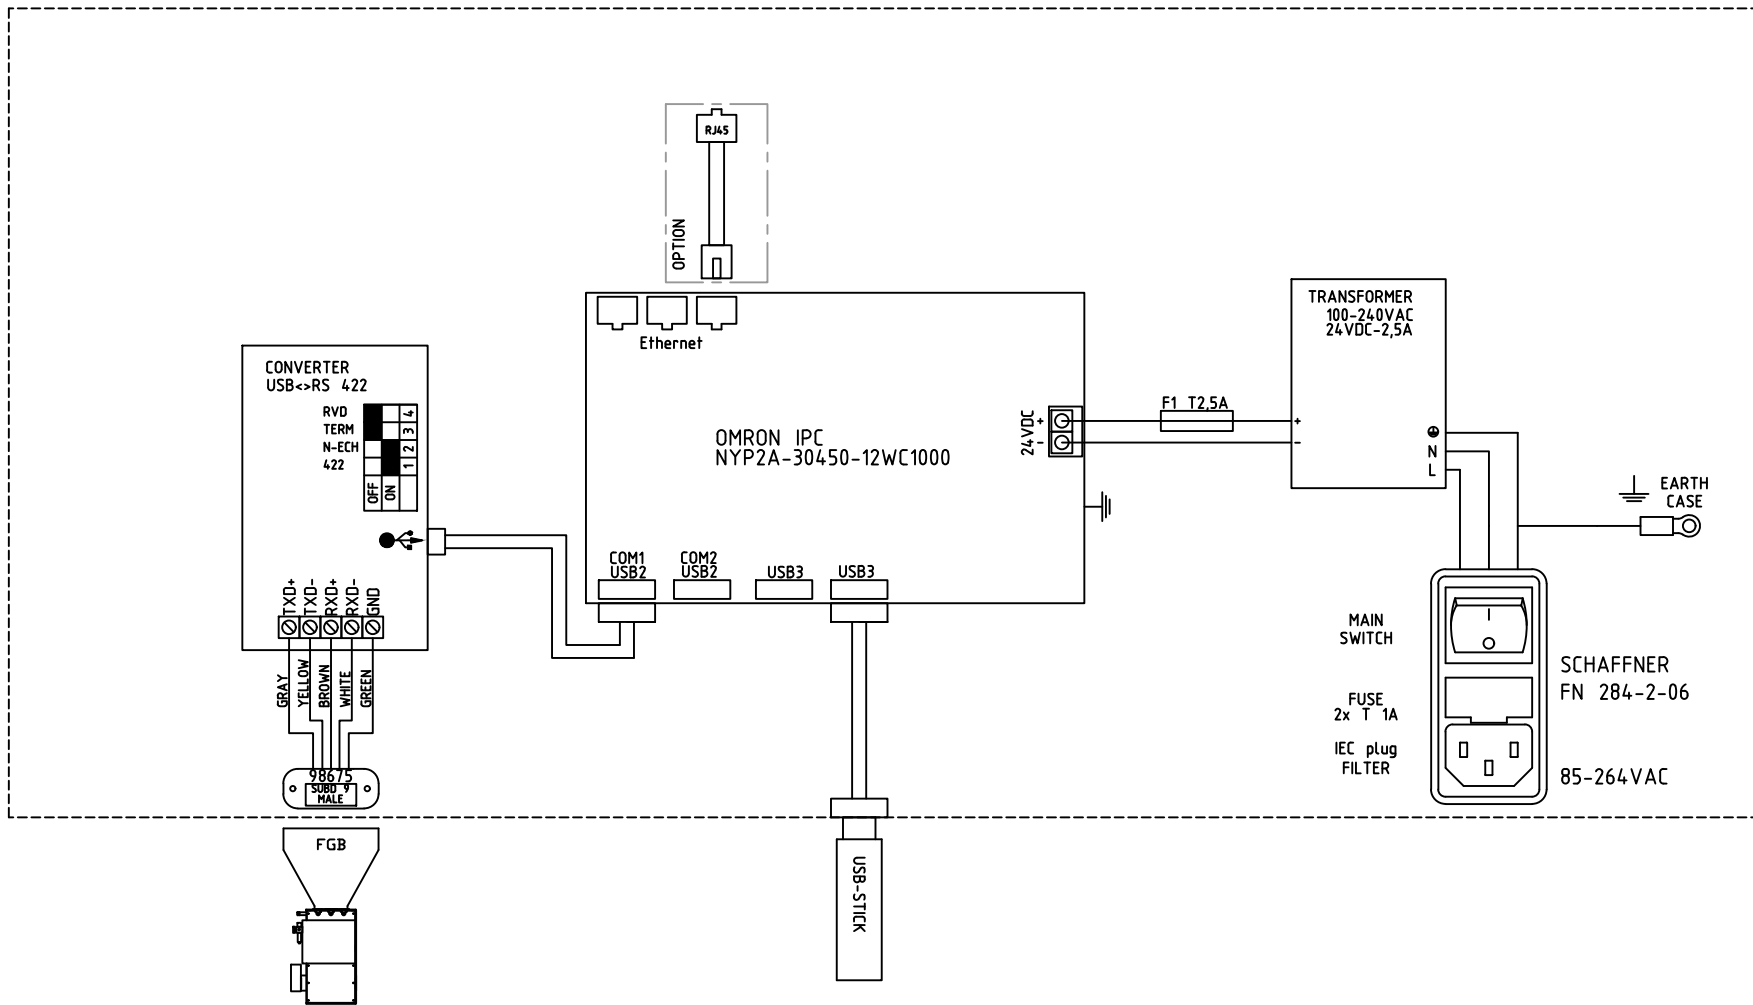 RJ45
OPTION
Ethernet
TRANSFORMER
100-240VAC
24VDC-2,5A
CONVERTER
USB<>RS 422
RVD
TERM
N-ECH
422
4
3
2
1
OFF
ON
OMRON IPC
NYP2A-30450-12WC1000
24VDC
+
-
F1 T2,5A
+
-
N
L
EARTH
CASE
COM1
USB2
COM2
USB2
USB3
USB3
TXD+
TXD-
RXD+
RXD-
GND
GRAY
YELLOW
BROWN
WHITE
GREEN
98675
SUBD 9
MALE
FGB
USB-STICK
MAIN
SWITCH
FUSE
2x T 1A
IEC plug
FILTER
SCHAFFNER
FN 284-2-06
85-264VAC